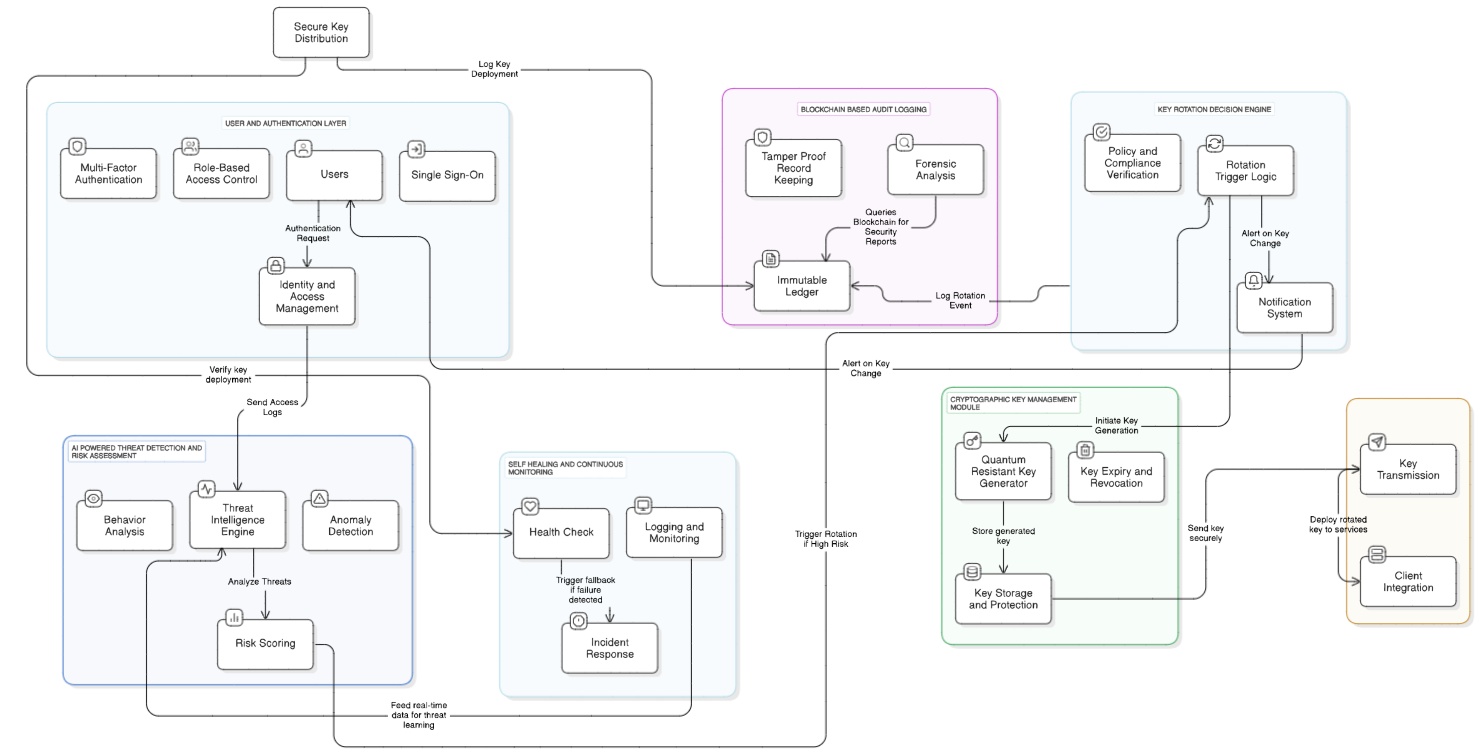 Secure Key
Distribution
Log Key
Deployment
USER AND AUTHENTICATION LAYER
Multi-Factor
Authentication
Role-Based
Access Control
Users
Single Sign-On
Authentication
Request
Identity and
Access
Management
BLOCKCHAIN BASED AUDIT LOGGING
Tamper Proof
Record
Keeping
Forensic
Analysis
Queries
Blockchain for
Security
Reports
Immutable
Ledger
Log Rotation
Event
KEY ROTATION DECISION ENGINE
Policy and
Compliance
Verification
Rotation
Trigger Logic
Alert on Key
Change
Notification
System
Verify key
deployment
Alert on Key
Change
Send Access
Logs
AI POWERED THREAT DETECTION AND
RISK ASSESSMENT
Behavior
Analysis
Threat
Intelligence
Engine
Anomaly
Detection
Analyze Threats
Risk Scoring
SELF HEALING AND CONTINUOUS
MONITORING
Health Check
Logging and
Monitoring
Trigger fallback
if failure
detected
Incident
Response
Feed real-time
data for threat
learning
Trigger Rotation
if High Risk
CRYPTOGRAPHIC KEY MANAGEMENT
MODULE
Initiate Key
Generation
Quantum
Resistant Key
Generator
Key Expiry and
Revocation
Store generated
key
Key Storage
and Protection
Send key
securely
Key
Transmission
Deploy rotated
key to services
Client
Integration